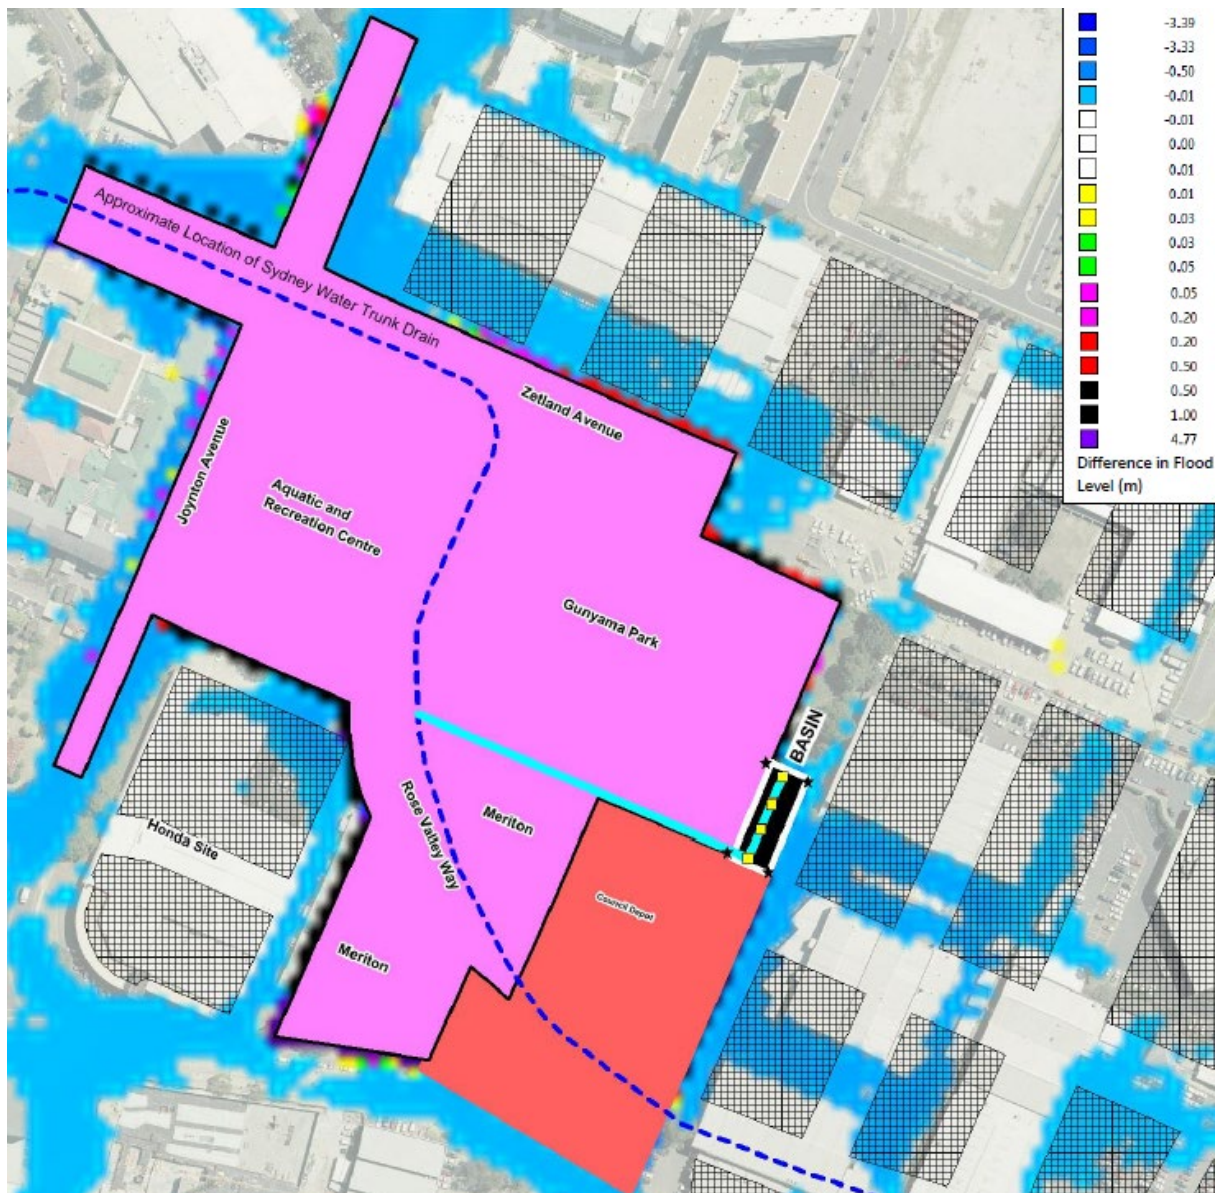 -3.39
-3.33
-0.50
-0.01
-0.01
0.00
0.01
0.01
0.03
0.03
0.05
0.05
0.20
0.20
0.50
0.50
1.00
4.77
Difference in Flood
Level (m)
Approximate Location of Sydney Water Trunk Drain
Zetland Avenue
Joynton Avenue
Aquatic and
Recreation Centre
Gunyama Park
BASIN
Rose Valley Way
Meriton
Honda Site
Council Depot
Meriton